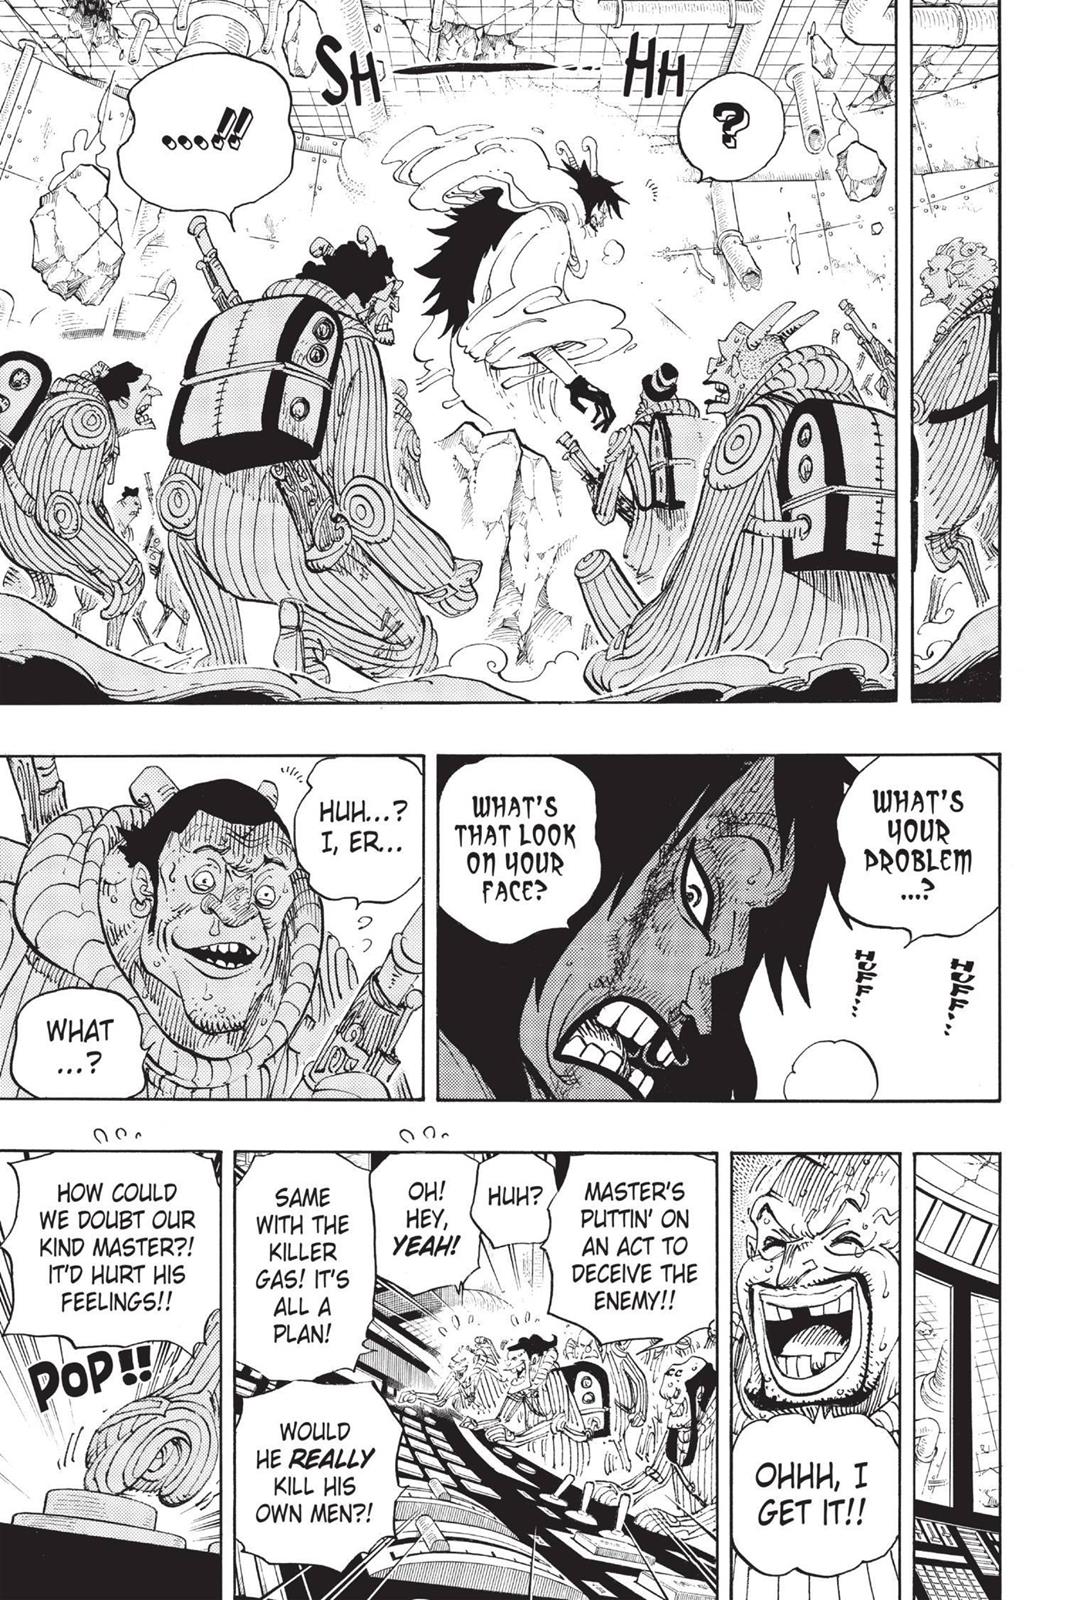 ?
SHHH
...!!
WHAT'S
YOUR
PROBLEM
...?
HUFF...
HUFF...
WHAT'S
THAT LOOK
ON YOUR
FACE?
HUH...?
I, ER...
WHAT
...?
OHHH, I
GET IT!!
MASTER'S
PUTTIN' ON
AN ACT TO
DECEIVE THE
ENEMY!!
HUH?
OH!
HEY,
YEAH!
SAME
WITH THE
KILLER
GAS! IT'S
ALL A
PLAN!
WOULD
HE REALLY
KILL HIS
OWN MEN?!
HOW COULD
WE DOUBT OUR
KIND MASTER?!
IT'D HURT HIS
FEELINGS!!
POP!!